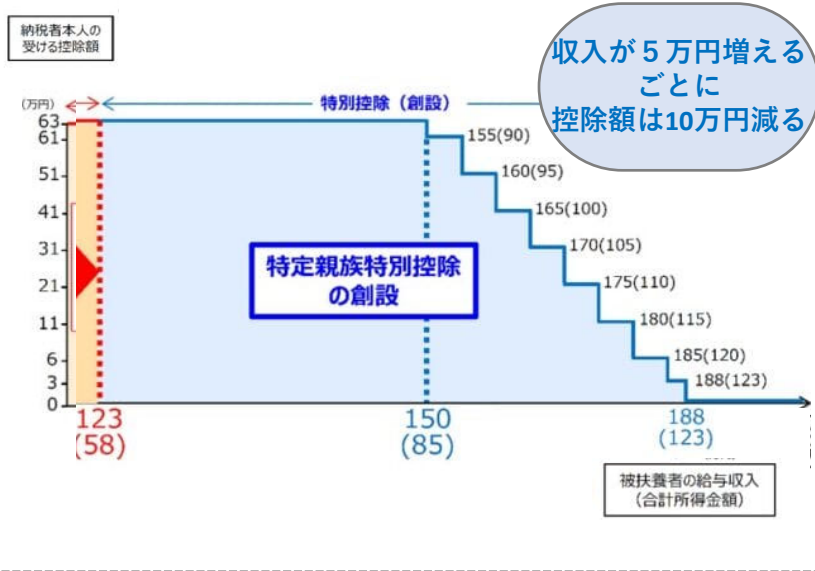 納税者本人の
受ける控除額
収入が５万円増える
ごとに
控除額は10万円減る
(万円)
特別控除（創設）
63
61
51
41
31
21
11
6
3
0
155(90)
160(95)
165(100)
170(105)
175(110)
180(115)
185(120)
188(123)
特定親族特別控除
の創設
123
(58)
150
(85)
188
(123)
被扶養者の給与収入
（合計所得金額）